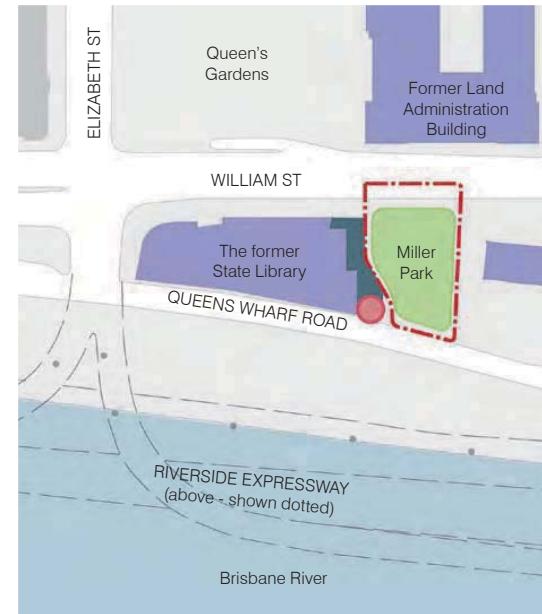 ELIZABETH ST
Queen's
Gardens
Former Land
Administration
Building
WILLIAM ST
The former
State Library
Miller
Park
QUEENS WHARF ROAD
RIVERSIDE EXPRESSWAY
(above - shown dotted)
Brisbane River